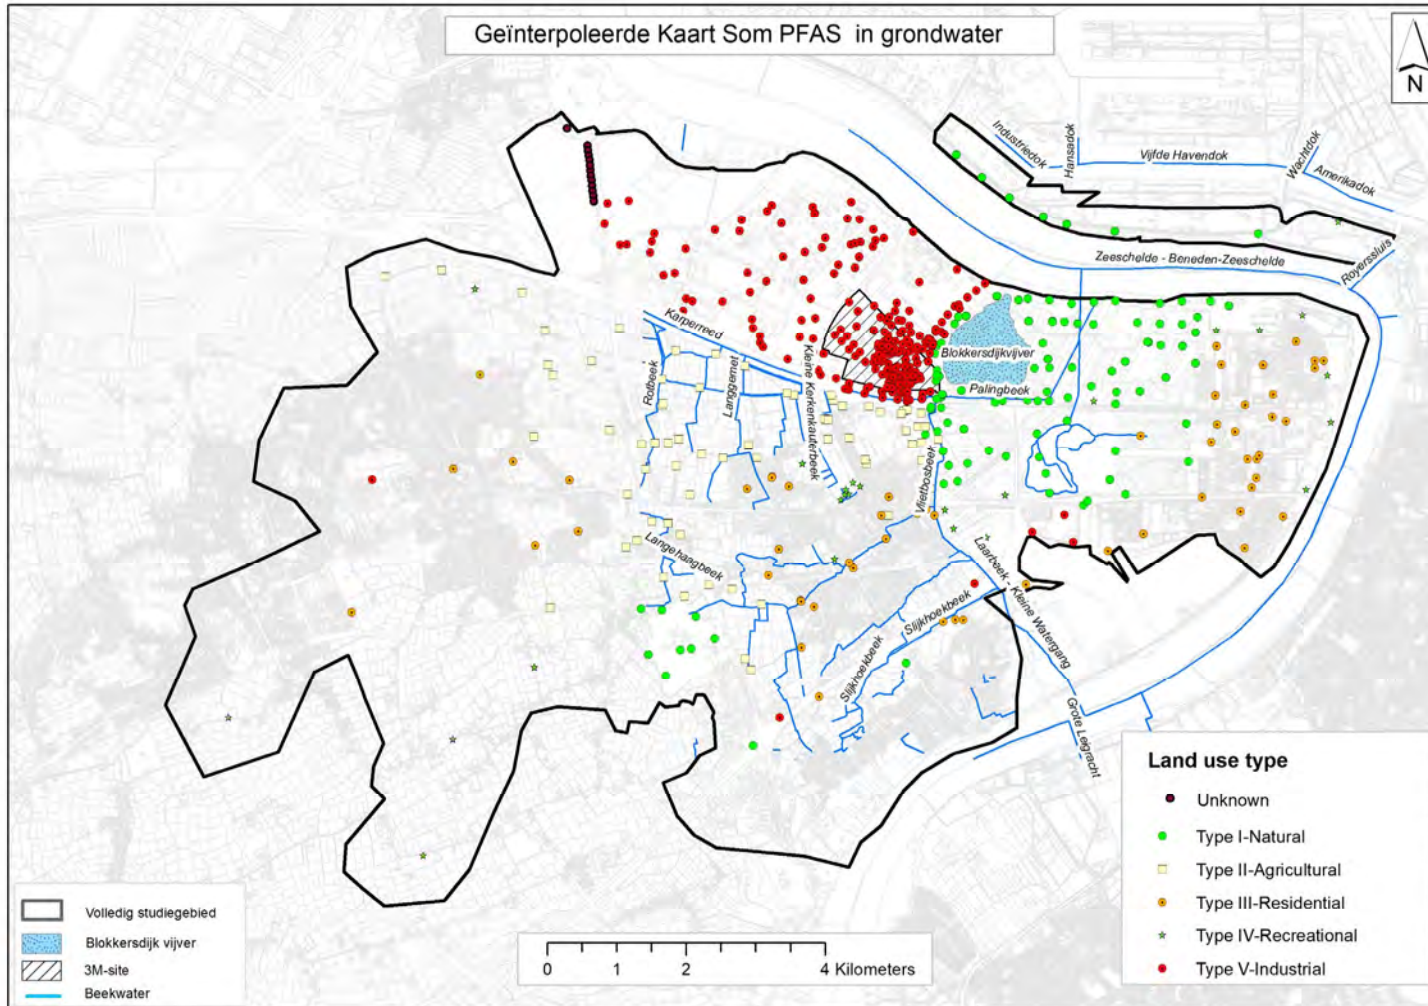 Geïnterpoleerde Kaart Som PFAS in grondwater
N
Industriedok
Hansadok
Vijfde Havendok
Wachtdok
Amerikadok
Zeeschelde - Beneden-Zeeschelde
Royerssluis
Karperreed
Rotbeek
Langgemet
Kleine Kerkenkauterbeek
Blokkersdijkvijver
Palingbeek
Vlietbosbeek
Langehangbeek
Laarbeek - Kleine Watergang
Slijkhoekbeek
Slijkhoekbeek
Grote Leigracht
Land use type
Unknown
Type I-Natural
Type II-Agricultural
Type III-Residential
Type IV-Recreational
Type V-Industrial
Volledig studiegebied
Blokkersdijk vijver
3M-site
Beekwater
0 1 2 4 Kilometers